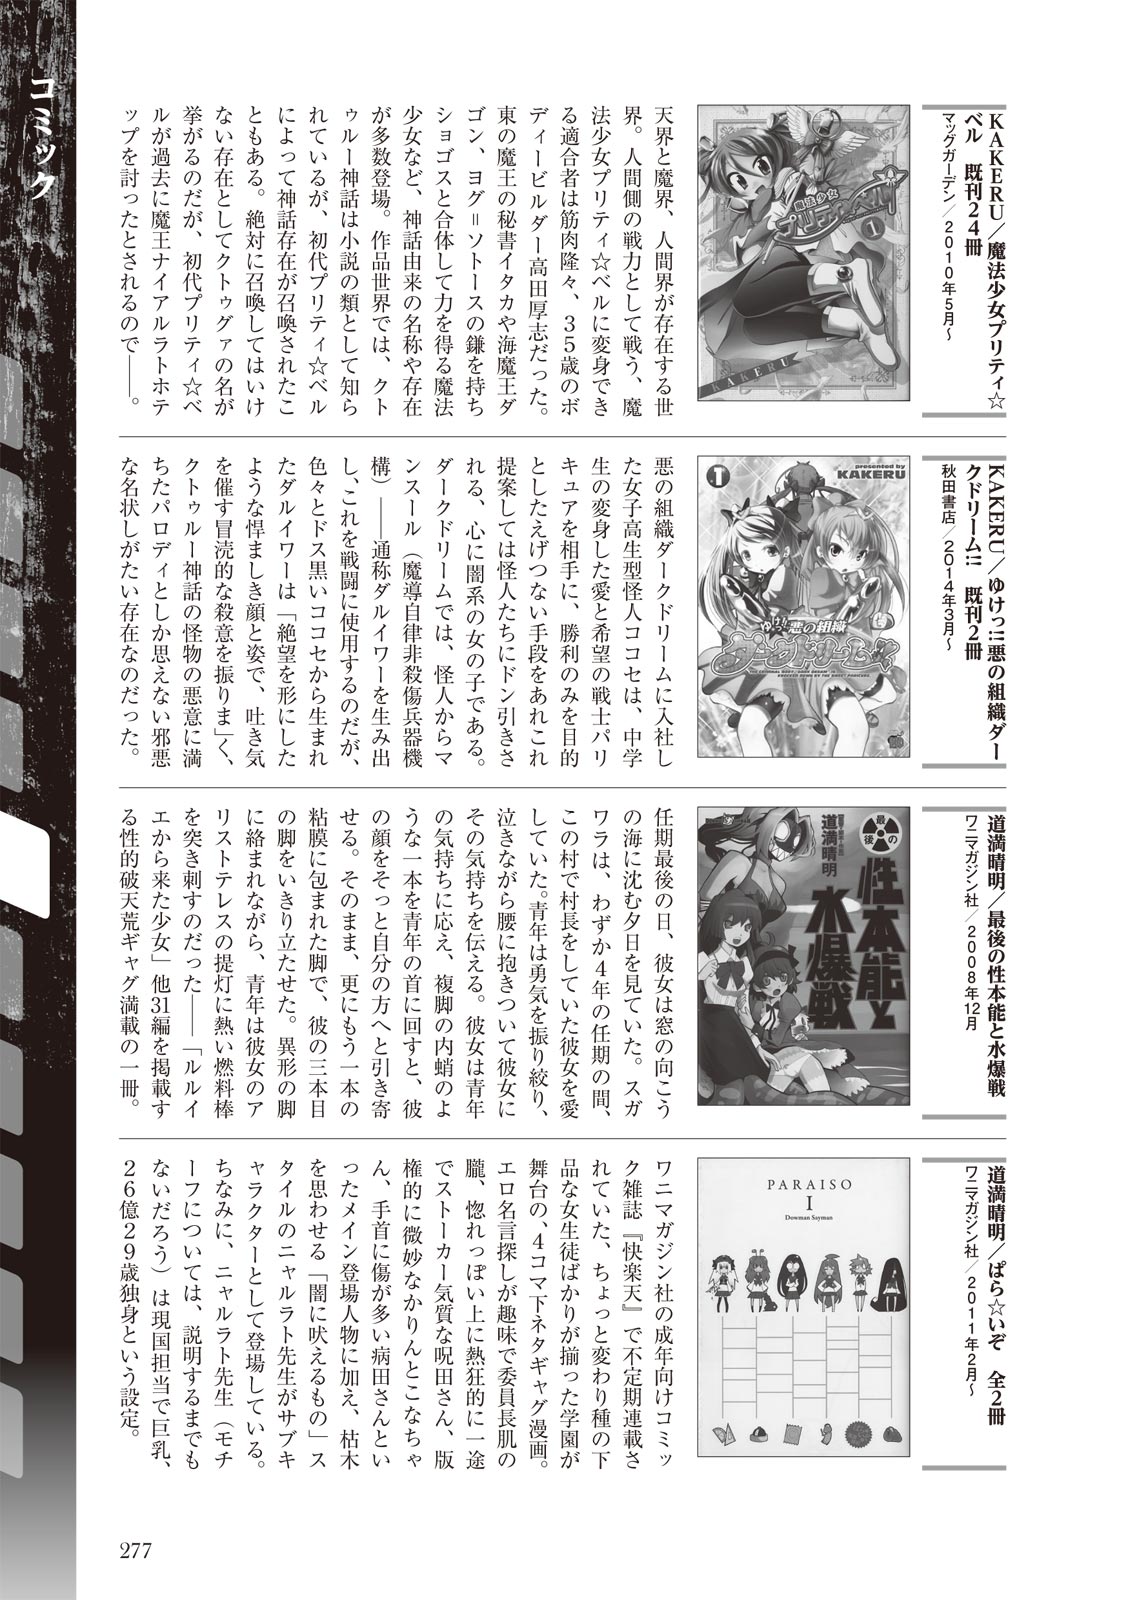 コミック
KAKERU／魔法少女プリティ☆
ベル　既刊24冊
マッグガーデン／2010年5月～
魔法少女
プリティ☆ベル
1
KAKERU
天界と魔界、人間界が存在する世
界。人間側の戦力として戦う、魔
法少女プリティ☆ベルに変身でき
る適合者は筋肉隆々、35歳のボ
ディービルダー高田厚志だった。
東の魔王の秘書イタカや海魔王ダ
ゴン、ヨグ＝ソトースの鎌を持ち
ショゴスと合体して力を得る魔法
少女など、神話由来の名称や存在
が多数登場。作品世界では、クト
ゥルー神話は小説の類として知ら
れているが、初代プリティ☆ベル
によって神話存在が召喚されたこ
ともある。絶対に召喚してはいけ
ない存在としてクトゥグァの名が
挙がるのだが、初代プリティ☆ベ
ルが過去に魔王ナイアルラトホテ
ップを討ったとされるので――。
KAKERU／ゆけっ!!悪の組織ダー
クドリーム!!　既刊2冊
秋田書店／2014年3月～
1
presented by
KAKERU
ゆけっ!!悪の組織
ダークドリーム!!
悪の組織ダークドリームに入社し
た女子高生型怪人ココセは、中学
生の変身した愛と希望の戦士パリ
キュアを相手に、勝利のみを目的
としたえげつない手段をあれこれ
提案しては怪人たちにドン引きさ
れる、心に闇系の女の子である。
ダークドリームでは、怪人からマ
ンスール（魔導自律非殺傷兵器機
構）――通称ダルイワーを生み出
し、これを戦闘に使用するのだが、
色々とドス黒いココセから生まれ
たダルイワーは「絶望を形にした
ような悍ましき顔と姿で、吐き気
を催す冒涜的な殺意を振りま」く、
クトゥルー神話の怪物の悪意に満
ちたパロディとしか思えない邪悪
な名状しがたい存在なのだった。
道満晴明／最後の性本能と水爆戦
ワニマガジン社／2008年12月
最後の
性本能と
水爆戦
道満晴明
任期最後の日、彼女は窓の向こう
の海に沈む夕日を見ていた。スガ
ワラは、わずか4年の任期の間、
この村で村長をしていた彼女を愛
していた。青年は勇気を振り絞り、
泣きながら腰に抱きついて彼女に
その気持ちを伝える。彼女は青年
の気持ちに応え、複脚の内蛸のよ
うな一本を青年の首に回すと、彼
の顔をそっと自分の方へと引き寄
せる。そのまま、更にもう一本の
粘膜に包まれた脚で、彼の三本目
の脚をいきり立たせた。異形の脚
に絡まれながら、青年は彼女のア
リストテレスの提灯に熱い燃料棒
を突き刺すのだった――「ルルイ
エから来た少女」他31編を掲載す
る性的破天荒ギャグ満載の一冊。
道満晴明／ぱら☆いぞ　全2冊
ワニマガジン社／2011年2月～
PARAISO
I
Dowman Sayman
ワニマガジン社の成年向けコミッ
ク雑誌『快楽天』で不定期連載さ
れていた、ちょっと変わり種の下
品な女生徒ばかりが揃った学園が
舞台の、4コマ下ネタギャグ漫画。
エロ名言探しが趣味で委員長肌の
朧、惚れっぽい上に熱狂的に一途
でストーカー気質な呪田さん、版
権的に微妙なかりんとこなちゃ
ん、手首に傷が多い病田さんとい
ったメイン登場人物に加え、枯木
を思わせる「闇に吠えるもの」ス
タイルのニャルラト先生がサブキ
ャラクターとして登場している。
ちなみに、ニャルラト先生（モチ
ーフについては、説明するまでも
ないだろう）は現国担当で巨乳、
26億29歳独身という設定。
277